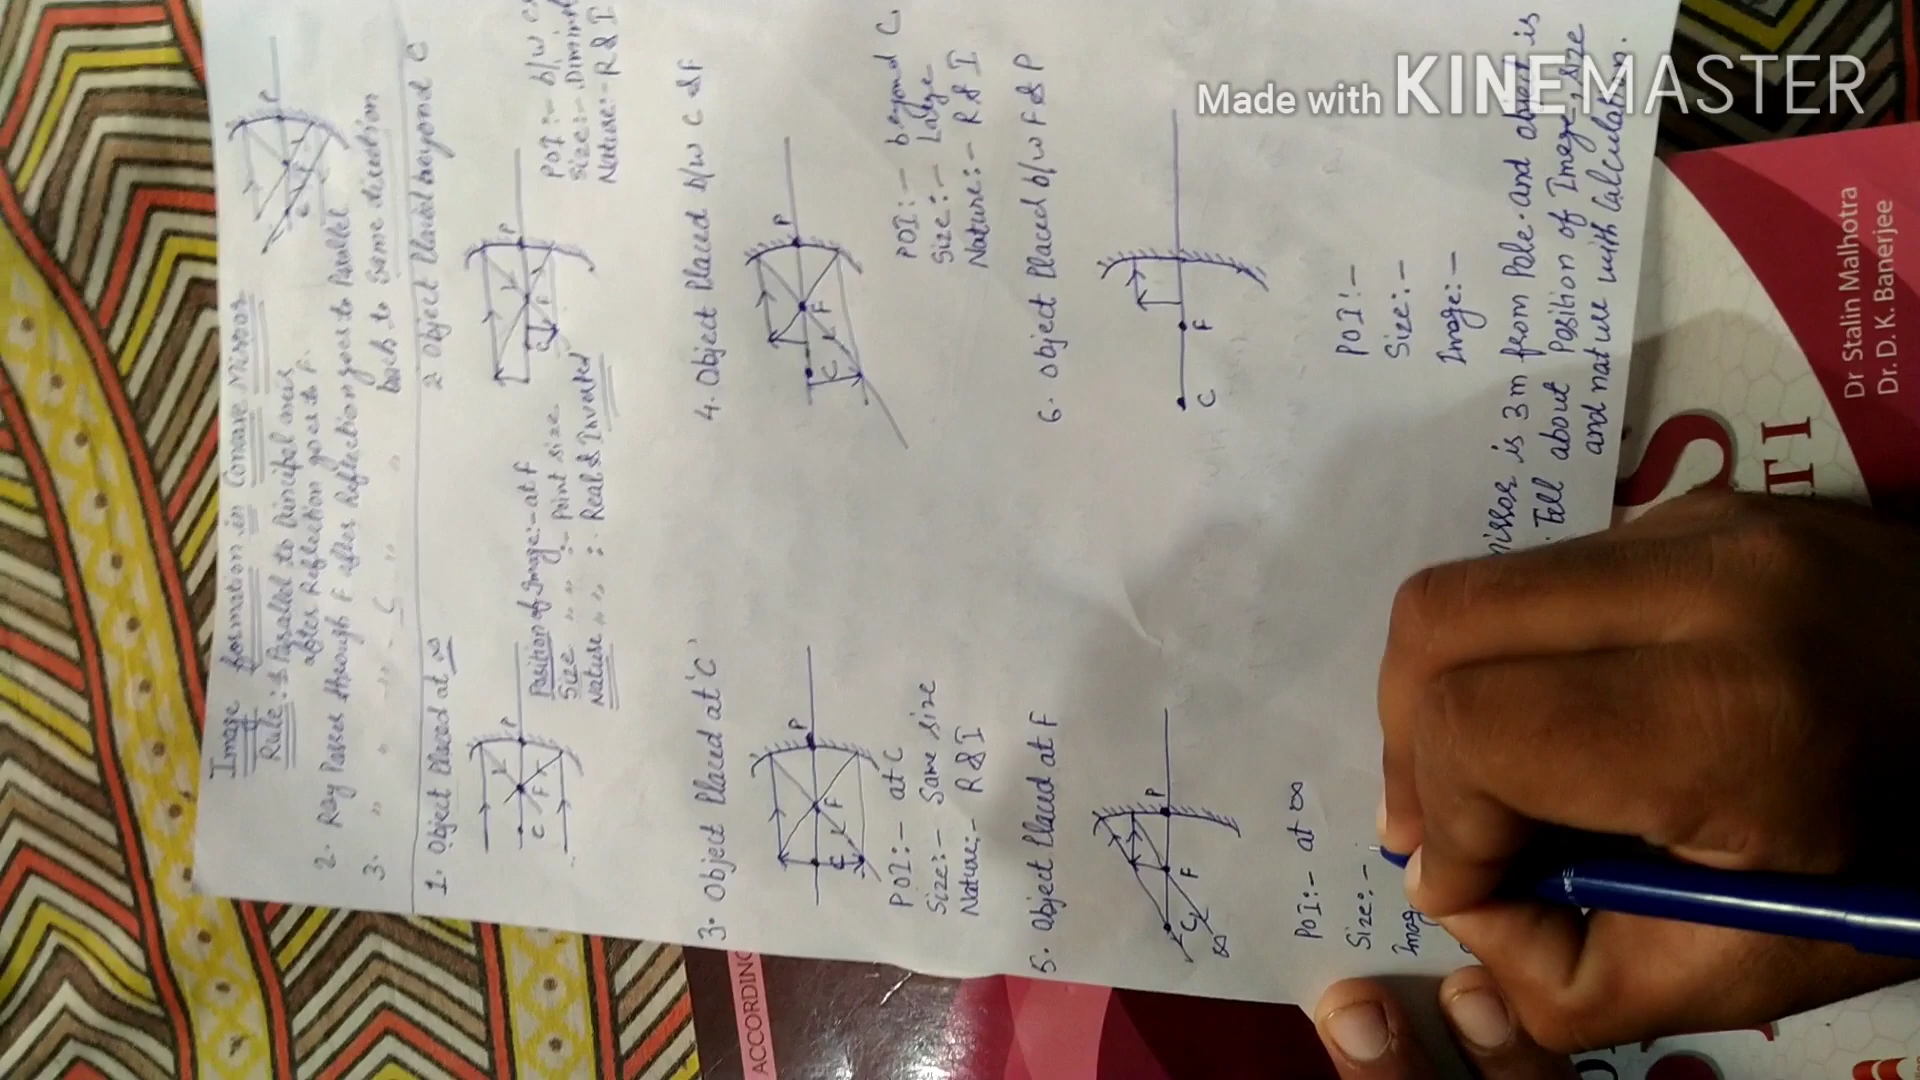 Image formation in Concave Mirror
Rule:- 1. Parallel to Principal axis
after Reflection goes to F.
2. Ray Passes through F after Reflection goes to Parallel
3. " " " C " " back to same direction
1. Object Placed at ∞
2 Object Placed beyond C
Position of Image:- at F
Size " " :- Point size
Nature " " :- Real & Inverted
POI :- b/w C
Size:- Dimini
Nature:- R & I
3. Object Placed at 'C'
4. Object Placed b/w C & F
POI:- at C
Size:- Same size
Nature:- R & I
POI:- beyond C.
Size:- Large
Nature:- R & I
5. Object Placed at F
6. Object Placed b/w F & P
POI:- at ∞
Size:-
Imag
POI:-
Size:-
Image:-
mirror is 3m from Pole and object is
Tell about Position of Image, size
and nature with Calculation.
C
F
P
∞
Made with KINEMASTER
ACCORDING
Dr Stalin Malhotra
Dr. D. K. Banerjee